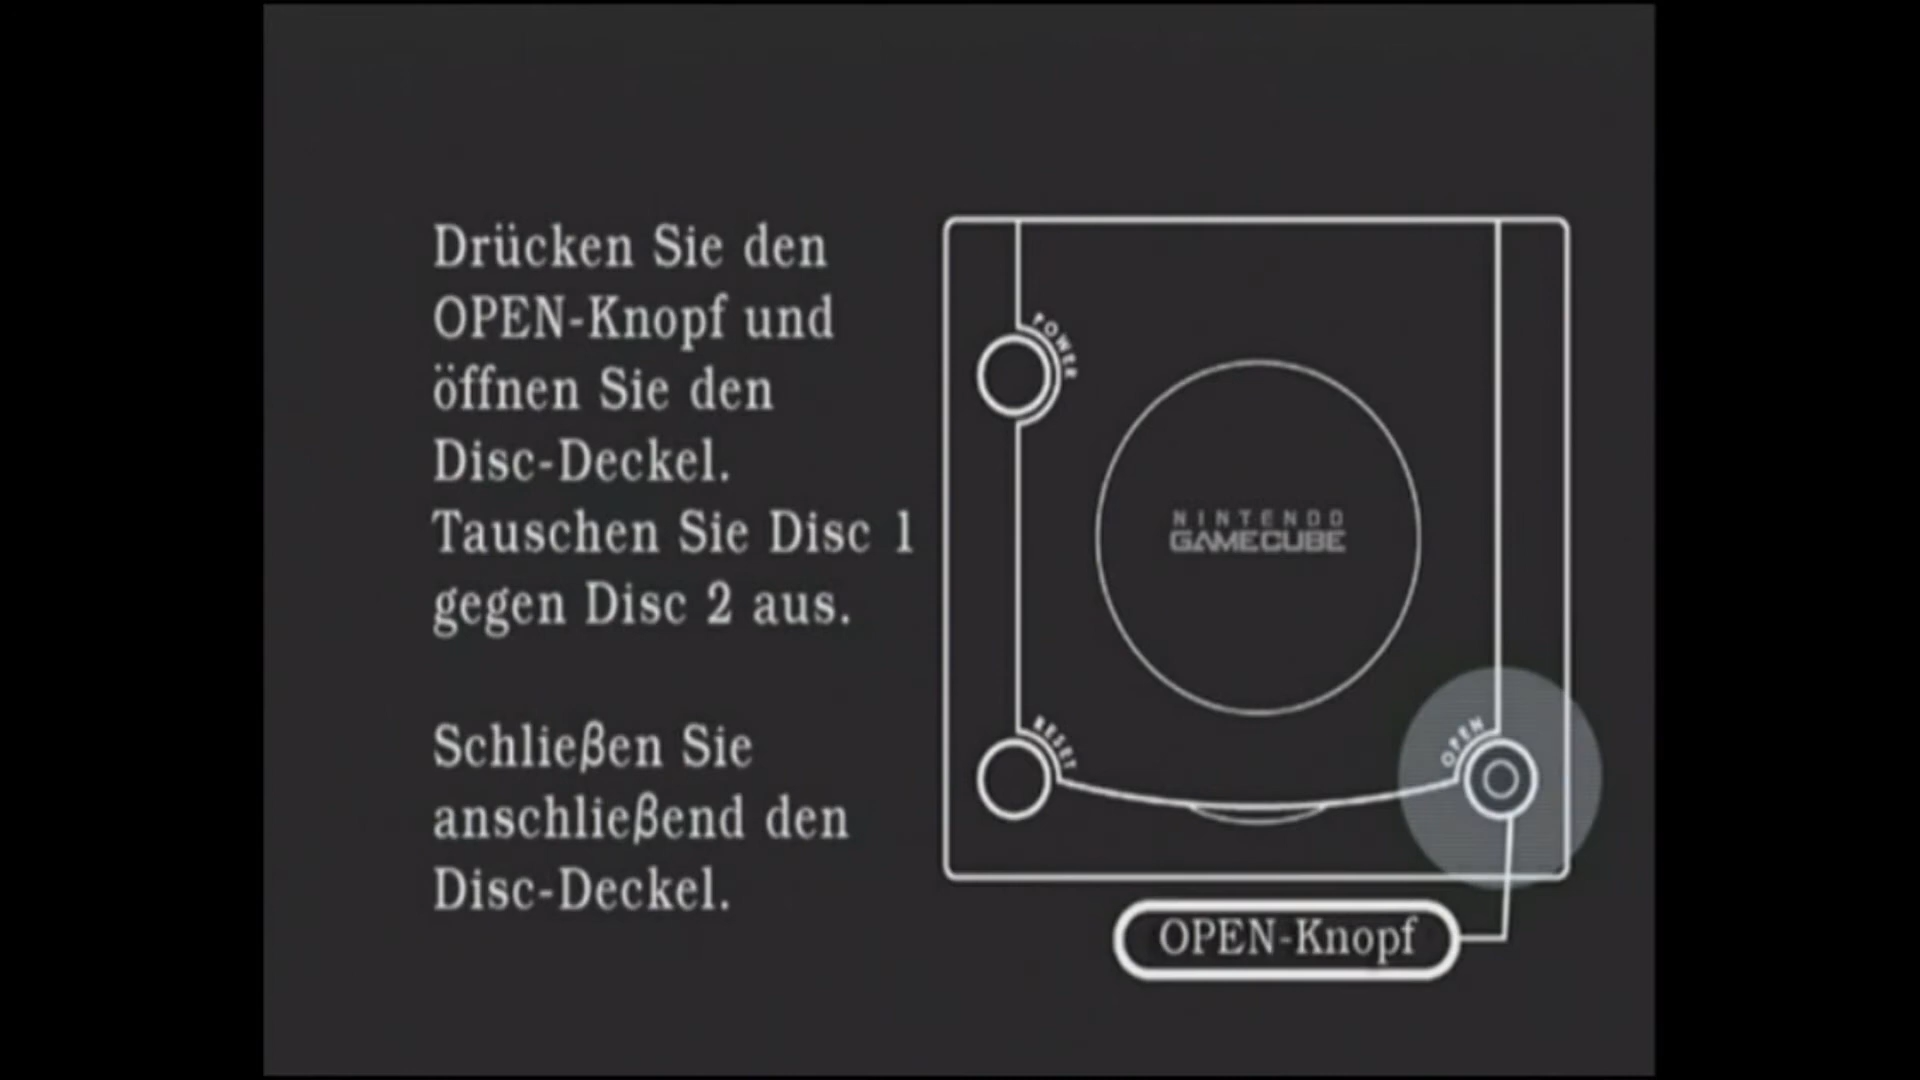 Drücken Sie den
OPEN-Knopf und
öffnen Sie den
Disc-Deckel.
Tauschen Sie Disc 1
gegen Disc 2 aus.
Schließen Sie
anschließend den
Disc-Deckel.
POWER
NINTENDO
GAMECUBE
RESET
OPEN
OPEN-Knopf